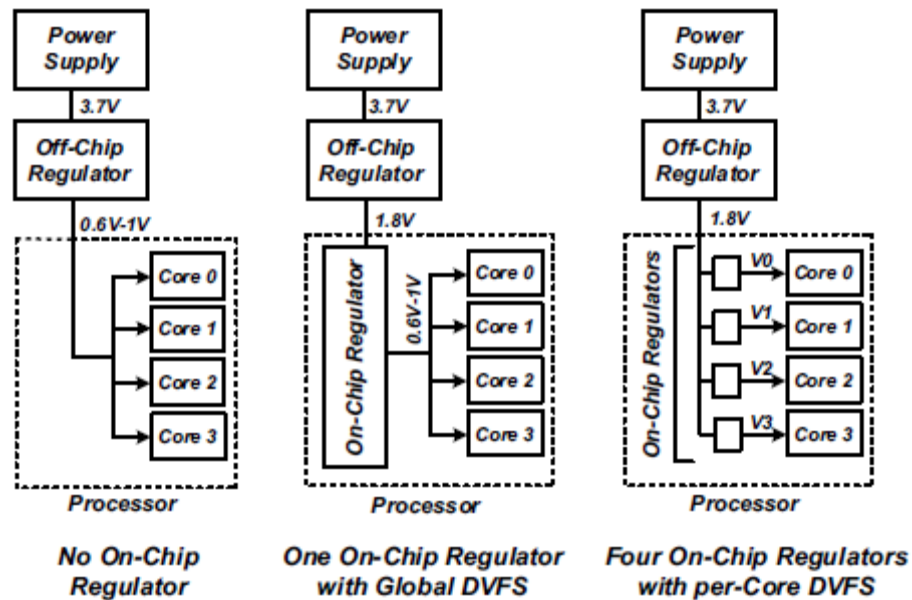 Power
Supply
3.7V
Off-Chip
Regulator
0.6V-1V
Core 0
Core 1
Core 2
Core 3
Processor
No On-Chip
Regulator
Power
Supply
3.7V
Off-Chip
Regulator
1.8V
On-Chip Regulator
0.6V-1V
Core 0
Core 1
Core 2
Core 3
Processor
One On-Chip Regulator
with Global DVFS
Power
Supply
3.7V
Off-Chip
Regulator
1.8V
On-Chip Regulators
V0
Core 0
V1
Core 1
V2
Core 2
V3
Core 3
Processor
Four On-Chip Regulators
with per-Core DVFS